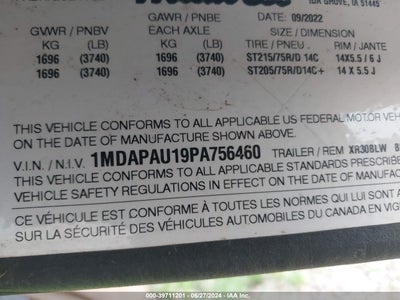 IDA GROVE, IA 51445
GVWR / PNBV GAWR / PNBE DATE: 09/2022
EACH AXLE SIZE / DIMENSION
KG (LB) KG (LB) TIRE / PNEU RIM / JANTE
1696 (3740) 1696 (3740) ST215/75R/D 14C 14X5.5 / 6 J
1696 (3740) 1696 (3740) ST205/75R/D14C+ 14 X 5.5 J
THIS VEHICLE CONFORMS TO ALL APPLICABLE US FEDERAL MOTOR VEHICLE
ON THE DATE OF MANUFACTURE SHOWN ABOVE.
V.I.N. / N.I.V. 1MDAPAU19PA756460 TRAILER / REM XR308LW
THIS VEHICLE CONFORMS TO ALL APPLICABLE STANDARDS PRESCRIBED
VEHICLE SAFETY REGULATIONS IN EFFECT ON THE DATE OF MANUFACTURE
CE VÉHICULE EST CONFORME À TOUTES LES NORMES QUI LUI SONT
SUR LA SÉCURITÉ DES VÉHICULES AUTOMOBILES DU CANADA EN VIG
000-39711201 - 06/27/2024 - IAAI.COM